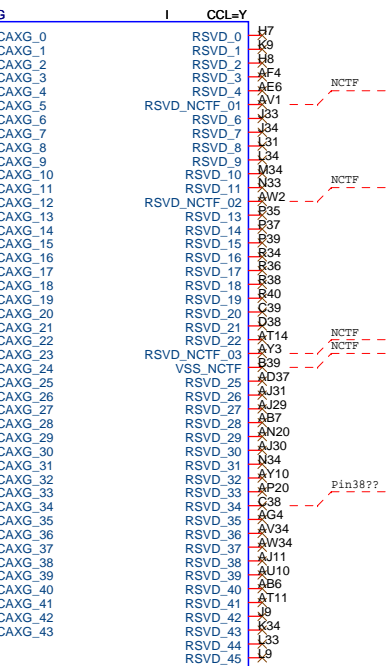 G I CCL=Y
CAXG_0 RSVD_0 H7
CAXG_1 RSVD_1 K9
CAXG_2 RSVD_2 H8
CAXG_3 RSVD_3 AF4
CAXG_4 RSVD_4 AE6 NCTF
CAXG_5 RSVD_NCTF_01 AV1
CAXG_6 RSVD_6 J33
CAXG_7 RSVD_7 J34
CAXG_8 RSVD_8 L31
CAXG_9 RSVD_9 L34
CAXG_10 RSVD_10 M34
CAXG_11 RSVD_11 N33 NCTF
CAXG_12 RSVD_NCTF_02 AW2
CAXG_13 RSVD_13 P35
CAXG_14 RSVD_14 P37
CAXG_15 RSVD_15 P39
CAXG_16 RSVD_16 R34
CAXG_17 RSVD_17 R36
CAXG_18 RSVD_18 R38
CAXG_19 RSVD_19 R40
CAXG_20 RSVD_20 C39
CAXG_21 RSVD_21 D38
CAXG_22 RSVD_22 AT14 NCTF
CAXG_23 RSVD_NCTF_03 AY3 NCTF
CAXG_24 VSS_NCTF B39
CAXG_25 RSVD_25 AD37
CAXG_26 RSVD_26 AJ31
CAXG_27 RSVD_27 AJ29
CAXG_28 RSVD_28 AB7
CAXG_29 RSVD_29 AN20
CAXG_30 RSVD_30 AJ30
CAXG_31 RSVD_31 N34
CAXG_32 RSVD_32 AY10
CAXG_33 RSVD_33 AP20 Pin38??
CAXG_34 RSVD_34 C38
CAXG_35 RSVD_35 AG4
CAXG_36 RSVD_36 AV34
CAXG_37 RSVD_37 AW34
CAXG_38 RSVD_38 AJ11
CAXG_39 RSVD_39 AU10
CAXG_40 RSVD_40 AB6
CAXG_41 RSVD_41 AT11
CAXG_42 RSVD_42 J9
CAXG_43 RSVD_43 K34
RSVD_44 L33
RSVD_45 L9